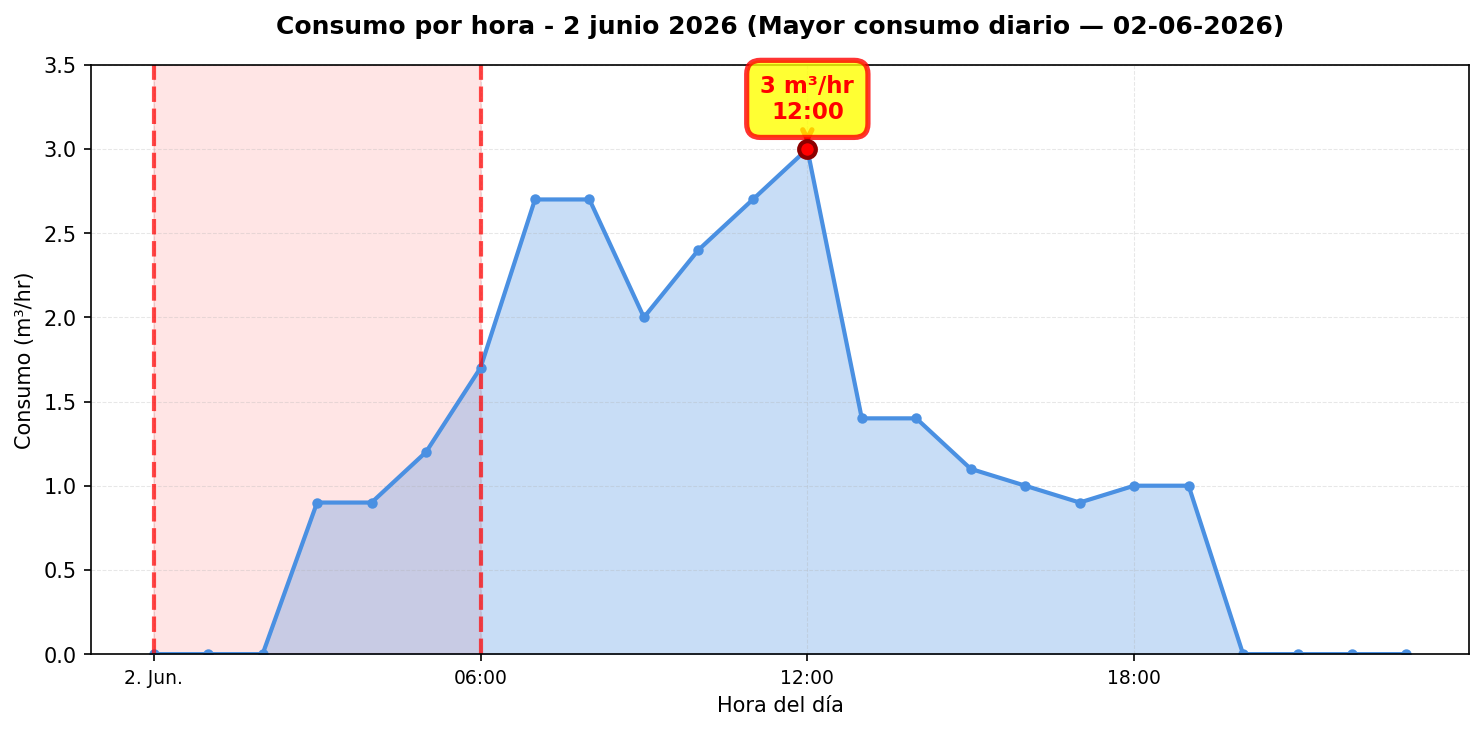 Consumo por hora - 2 junio 2026 (Mayor consumo diario — 02-06-2026)
3 m³/hr
12:00
Consumo (m³/hr)
3.5
3.0
2.5
2.0
1.5
1.0
0.5
0.0
2. Jun.
06:00
12:00
18:00
Hora del día